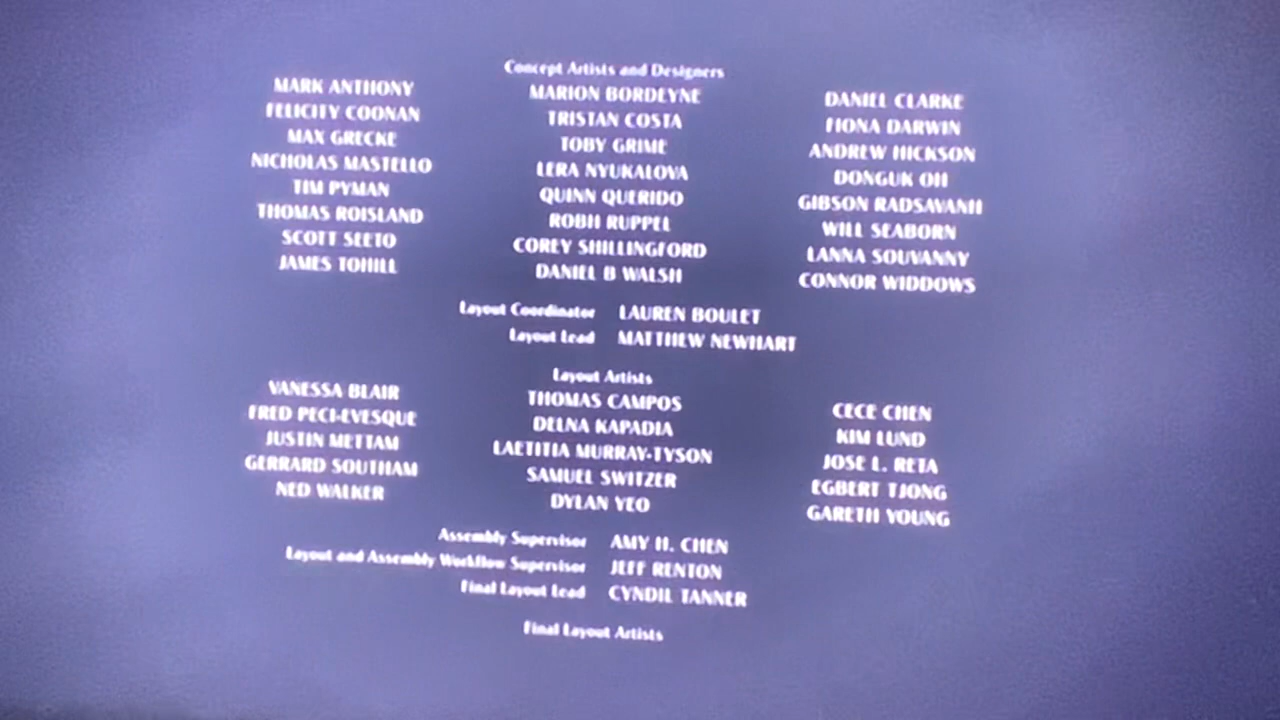 Concept Artists and Designers
MARK ANTHONY MARION BORDEYNE DANIEL CLARKE
FELICITY COONAN TRISTAN COSTA FIONA DARWIN
MAX GRECKE TOBY GRIME ANDREW HICKSON
NICHOLAS MASTELLO LERA NYUKALOVA DONGUK OH
TIM PYMAN QUINN QUERIDO GIBSON RADSAVANH
THOMAS ROISLAND ROBH RUPPEL WILL SEABORN
SCOTT SEETO COREY SHILLINGFORD LANNA SOUVANNY
JAMES TOHILL DANIEL B WALSH CONNOR WIDDOWS
Layout Coordinator LAUREN BOULET
Layout Lead MATTHEW NEWHART
Layout Artists
VANESSA BLAIR THOMAS CAMPOS CECE CHEN
FRED PECI-EVESQUE DELNA KAPADIA KIM LUND
JUSTIN METTAM LAETITIA MURRAY-TYSON JOSE L. RETA
GERRARD SOUTHAM SAMUEL SWITZER EGBERT TJONG
NED WALKER DYLAN YEO GARETH YOUNG
Assembly Supervisor AMY H. CHEN
Layout and Assembly Workflow Supervisor JEFF RENTON
Final Layout Lead CYNDIL TANNER
Final Layout Artists